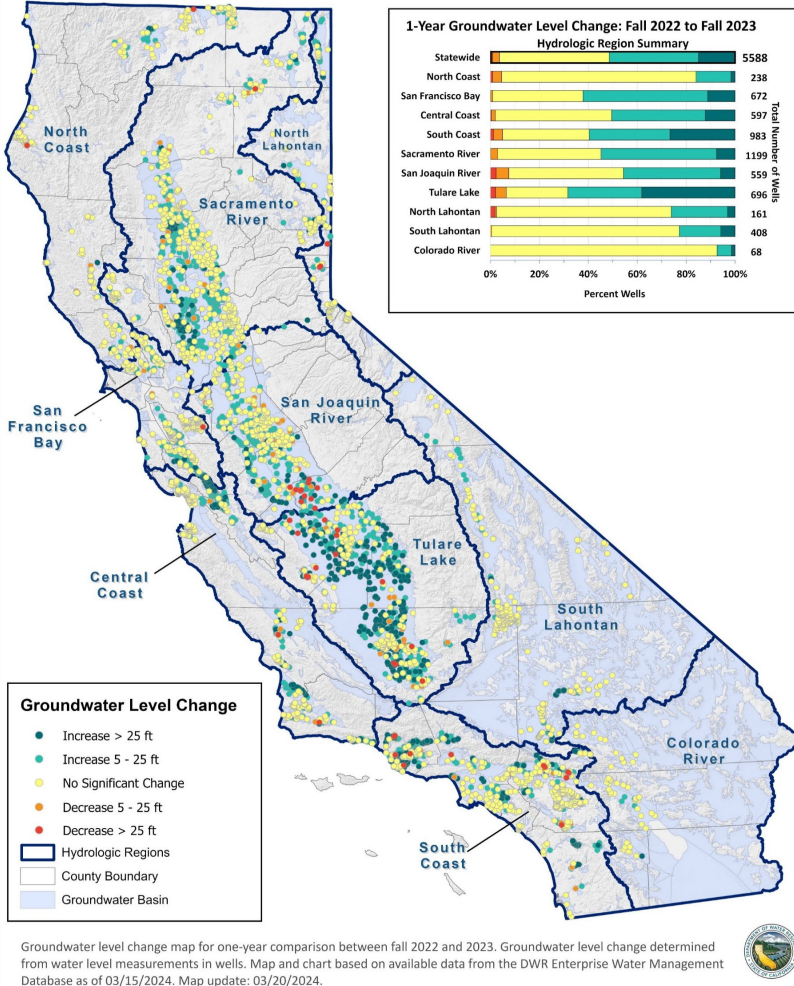 1-Year Groundwater Level Change: Fall 2022 to Fall 2023
Hydrologic Region Summary
Statewide 5588
North Coast 238
San Francisco Bay 672
Central Coast 597
South Coast 983
Sacramento River 1199
San Joaquin River 559
Tulare Lake 696
North Lahontan 161
South Lahontan 408
Colorado River 68
Total Number of Wells
0% 20% 40% 60% 80% 100%
Percent Wells
North
Coast
North
Lahontan
Sacramento
River
San
Francisco
Bay
San Joaquin
River
Central
Coast
Tulare
Lake
South
Lahontan
Colorado
River
South
Coast
Groundwater Level Change
Increase > 25 ft
Increase 5 - 25 ft
No Significant Change
Decrease 5 - 25 ft
Decrease > 25 ft
Hydrologic Regions
County Boundary
Groundwater Basin
Groundwater level change map for one-year comparison between fall 2022 and 2023. Groundwater level change determined
from water level measurements in wells. Map and chart based on available data from the DWR Enterprise Water Management
Database as of 03/15/2024. Map update: 03/20/2024.